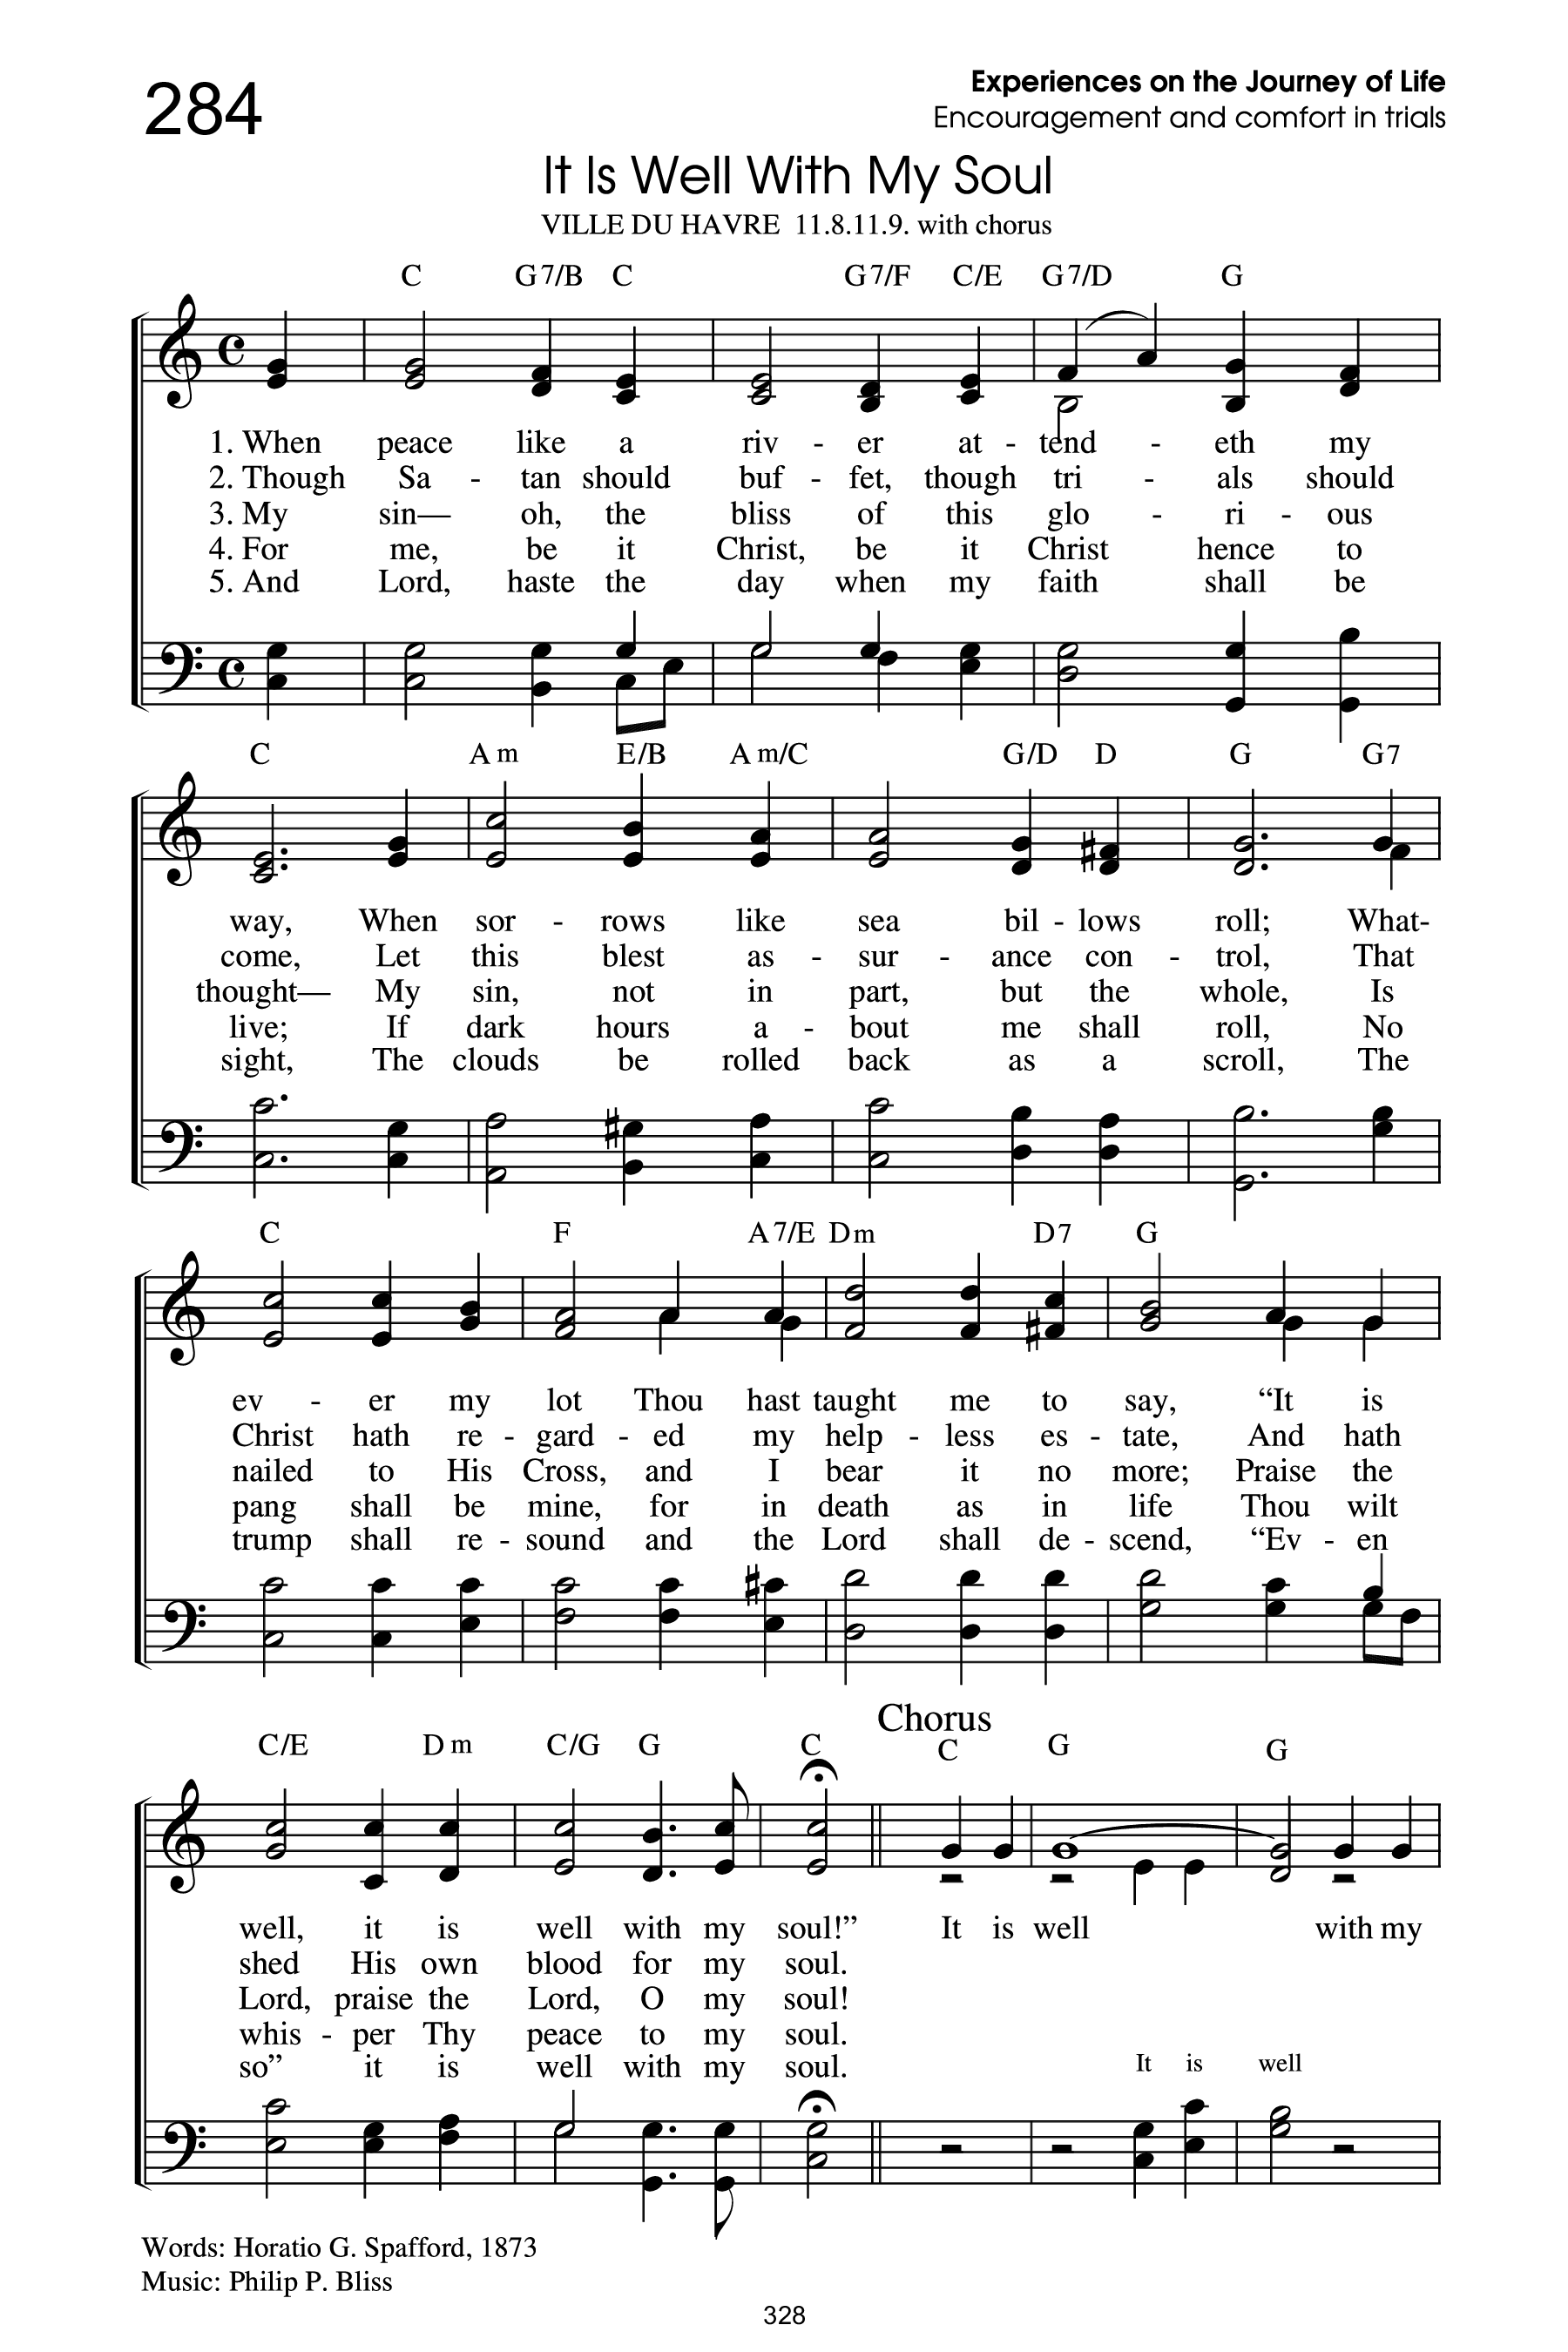 284
Experiences on the Journey of Life
Encouragement and comfort in trials
It Is Well With My Soul
VILLE DU HAVRE 11.8.11.9. with chorus
C G7/B C G7/F C/E G7/D G
1. When peace like a riv - er at - tend - eth my
2. Though Sa - tan should buf - fet, though tri - als should
3. My sin— oh, the bliss of this glo - ri - ous
4. For me, be it Christ, be it Christ hence to
5. And Lord, haste the day when my faith shall be
C Am E/B Am/C G/D D G G7
way, When sor - rows like sea bil - lows roll; What-
come, Let this blest as - sur - ance con - trol, That
thought— My sin, not in part, but the whole, Is
live; If dark hours a - bout me shall roll, No
sight, The clouds be rolled back as a scroll, The
C F A7/E Dm D7 G
ev - er my lot Thou hast taught me to say, “It is
Christ hath re - gard - ed my help - less es - tate, And hath
nailed to His Cross, and I bear it no more; Praise the
pang shall be mine, for in death as in life Thou wilt
trump shall re - sound and the Lord shall de - scend, “Ev - en
Chorus
C/E Dm C/G G C C G G
well, it is well with my soul!” It is well with my
shed His own blood for my soul.
Lord, praise the Lord, O my soul!
whis - per Thy peace to my soul.
so” it is well with my soul. It is well
Words: Horatio G. Spafford, 1873
Music: Philip P. Bliss
328